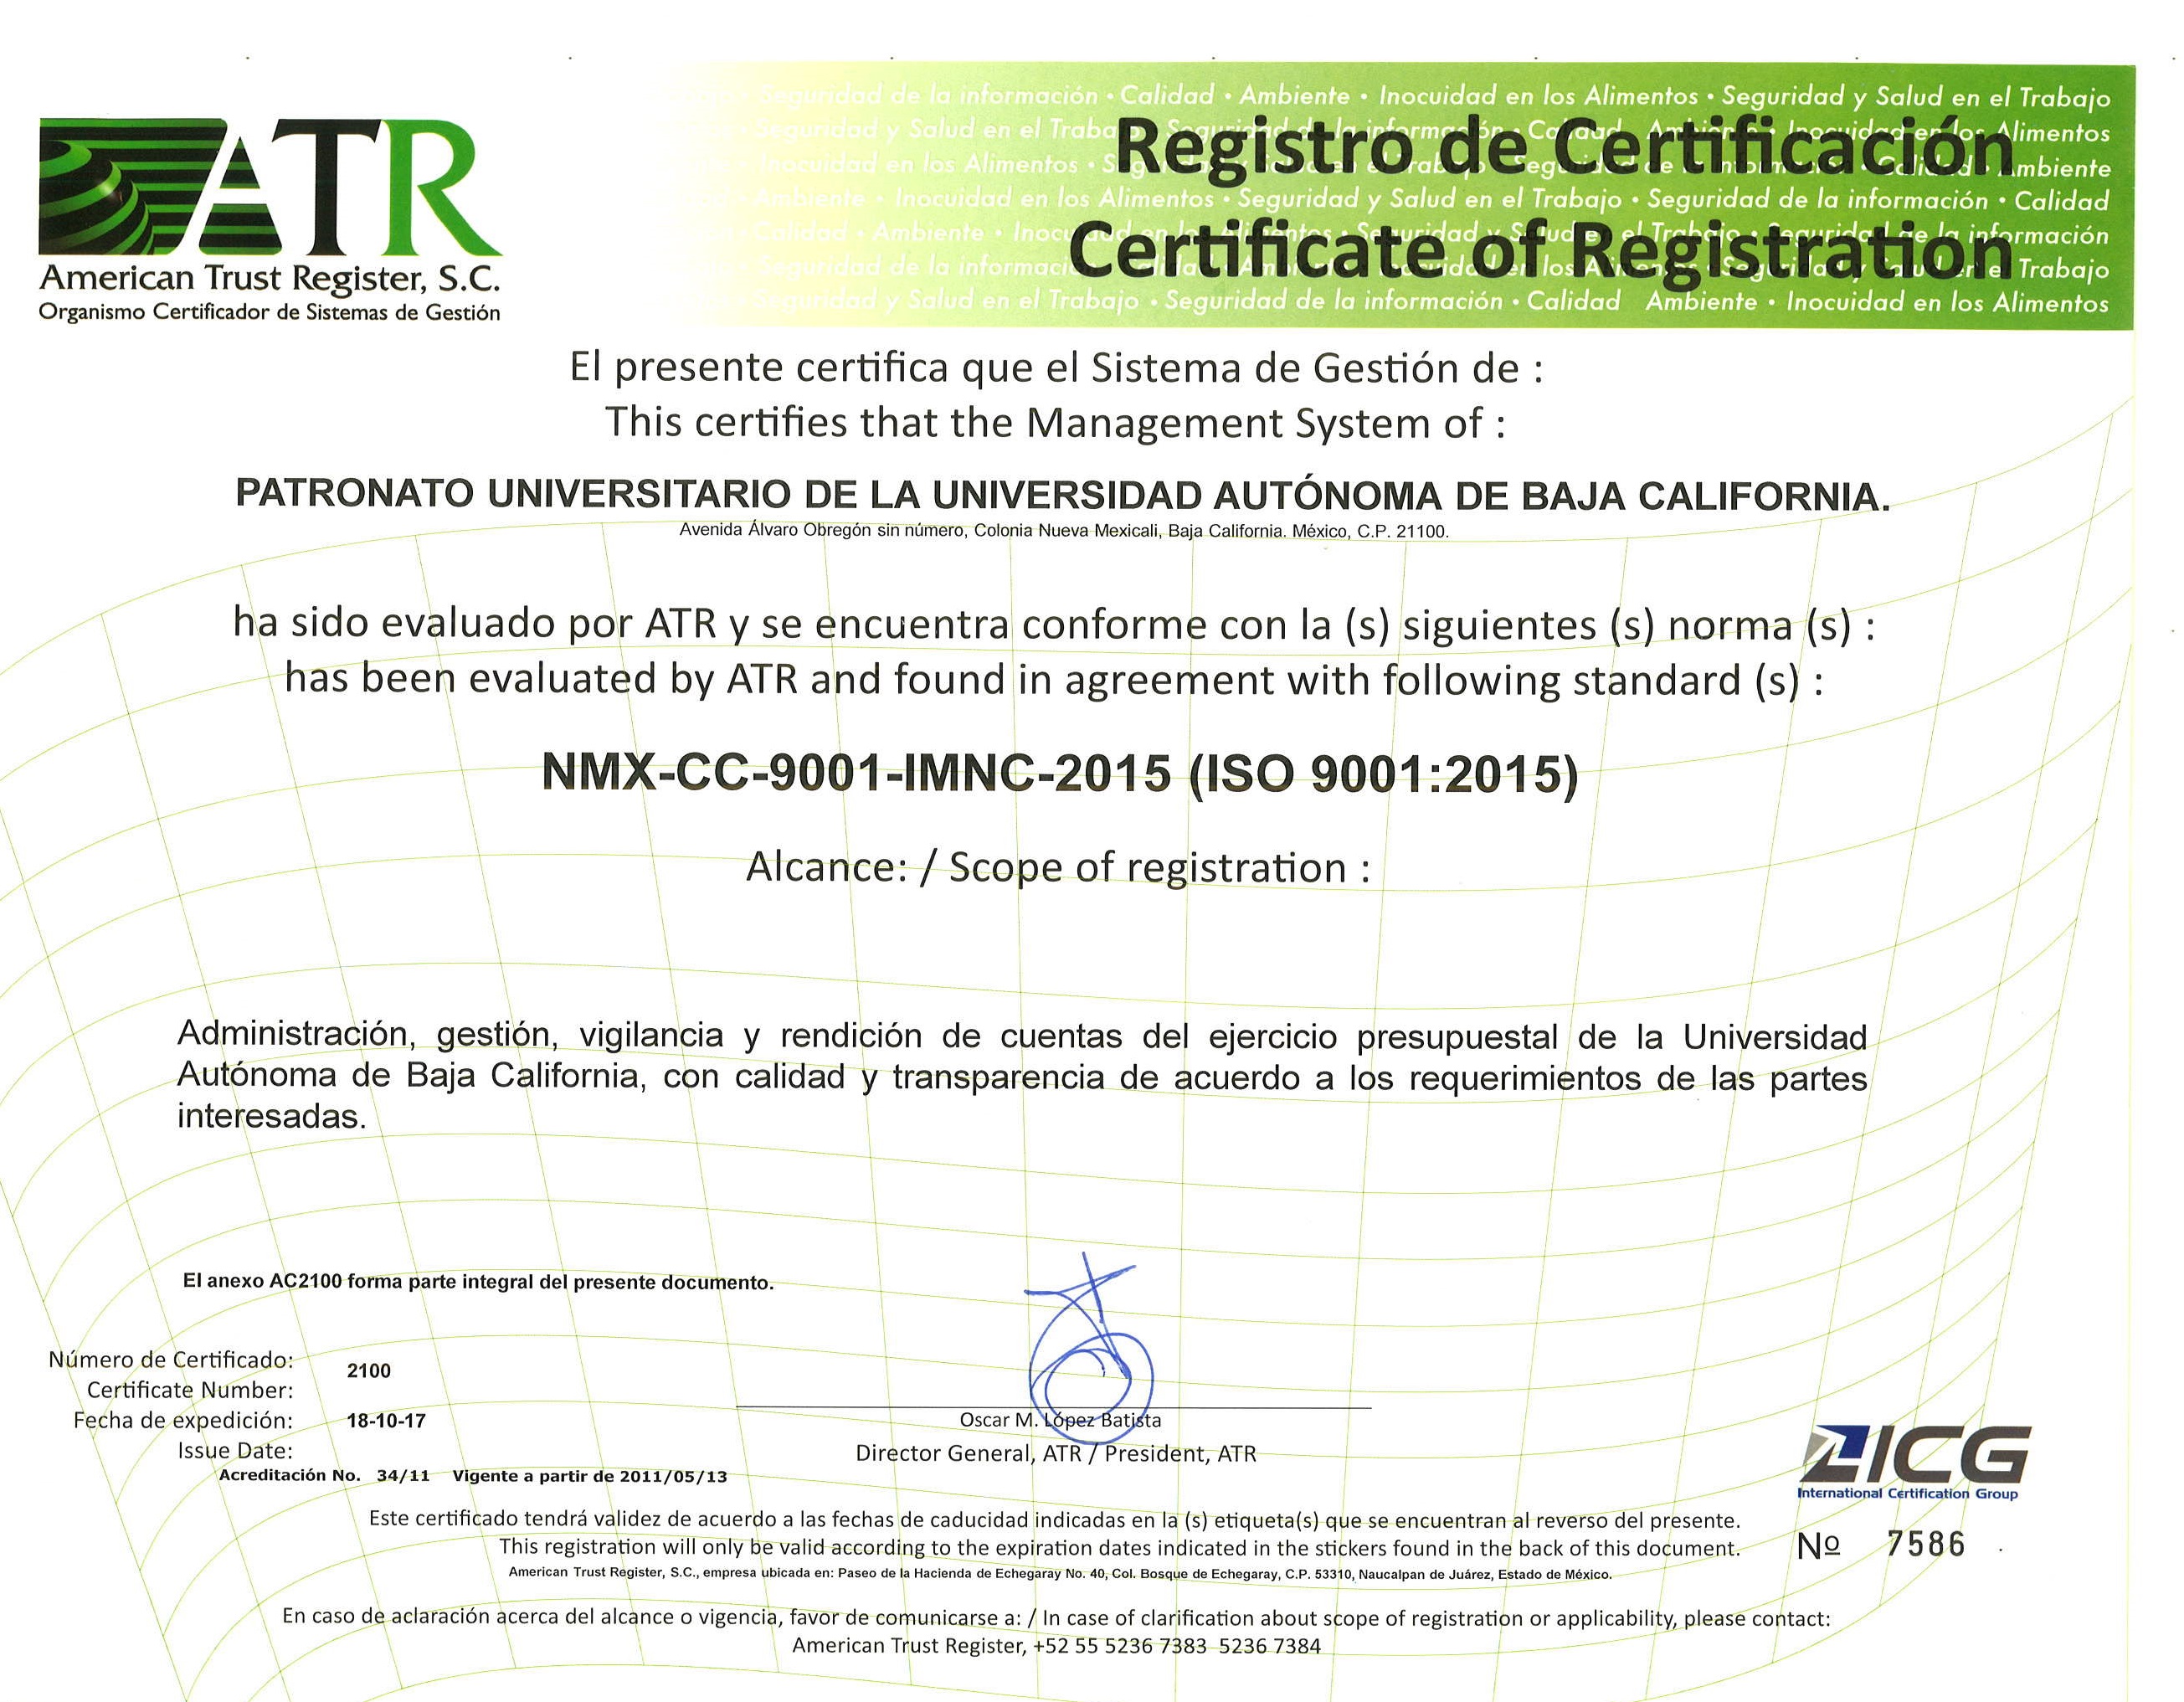 Seguridad de la información • Calidad • Ambiente • Inocuidad en los Alimentos • Seguridad y Salud en el Trabajo
Seguridad y Salud en el Trabajo • Seguridad de la información • Calidad Ambiente • Inocuidad en los Alimentos
Inocuidad en los Alimentos • Seguridad y Salud en el Trabajo • Seguridad de la información • Calidad • Ambiente
Ambiente • Inocuidad en los Alimentos • Seguridad y Salud en el Trabajo • Seguridad de la información • Calidad
Calidad • Ambiente • Inocuidad en los Alimentos • Seguridad y Salud en el Trabajo • Seguridad de la información
Seguridad de la información • Calidad • Ambiente • Inocuidad en los Alimentos • Seguridad y Salud en el Trabajo
Seguridad y Salud en el Trabajo • Seguridad de la información • Calidad Ambiente • Inocuidad en los Alimentos
ATR
American Trust Register, S.C.
Organismo Certificador de Sistemas de Gestión
Registro de Certificación
Certificate of Registration
El presente certifica que el Sistema de Gestión de :
This certifies that the Management System of :
PATRONATO UNIVERSITARIO DE LA UNIVERSIDAD AUTÓNOMA DE BAJA CALIFORNIA.
Avenida Álvaro Obregón sin número, Colonia Nueva Mexicali, Baja California. México, C.P. 21100.
ha sido evaluado por ATR y se encuentra conforme con la (s) siguientes (s) norma (s) :
has been evaluated by ATR and found in agreement with following standard (s) :
NMX-CC-9001-IMNC-2015 (ISO 9001:2015)
Alcance: / Scope of registration :
Administración, gestión, vigilancia y rendición de cuentas del ejercicio presupuestal de la Universidad
Autónoma de Baja California, con calidad y transparencia de acuerdo a los requerimientos de las partes
interesadas.
El anexo AC2100 forma parte integral del presente documento.
Número de Certificado:
Certificate Number:
2100
Fecha de expedición:
18-10-17
Issue Date:
Acreditación No. 34/11 Vigente a partir de 2011/05/13
Oscar M. López Batista
Director General, ATR / President, ATR
ICG
International Certification Group
Este certificado tendrá validez de acuerdo a las fechas de caducidad indicadas en la (s) etiqueta(s) que se encuentran al reverso del presente.
This registration will only be valid according to the expiration dates indicated in the stickers found in the back of this document.
Nº 7586
American Trust Register, S.C., empresa ubicada en: Paseo de la Hacienda de Echegaray No. 40, Col. Bosque de Echegaray, C.P. 53310, Naucalpan de Juárez, Estado de México.
En caso de aclaración acerca del alcance o vigencia, favor de comunicarse a: / In case of clarification about scope of registration or applicability, please contact:
American Trust Register, +52 55 5236 7383 5236 7384